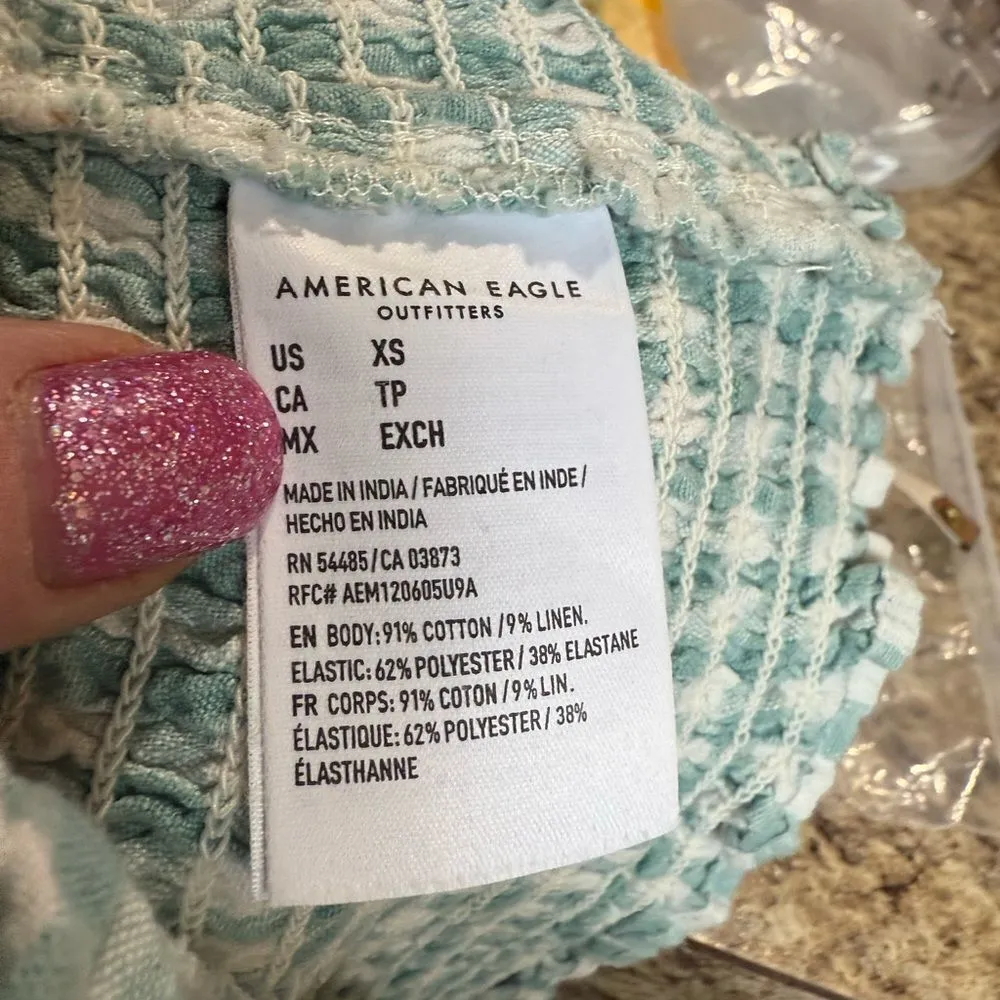 AMERICAN EAGLE
OUTFITTERS
US XS
CA TP
MX EXCH
MADE IN INDIA / FABRIQUÉ EN INDE /
HECHO EN INDIA
RN 54485/CA 03873
RFC# AEM120605U9A
EN BODY:91% COTTON /9% LINEN.
ELASTIC: 62% POLYESTER / 38% ELASTANE
FR CORPS: 91% COTON /9% LIN.
ÉLASTIQUE: 62% POLYESTER / 38%
ÉLASTHANNE